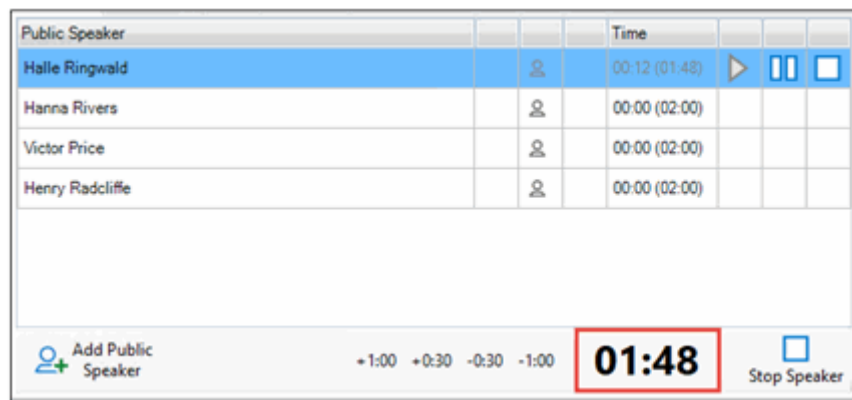 Public Speaker Time
Halle Ringwald 00:12 (01:48)
Hanna Rivers 00:00 (02:00)
Victor Price 00:00 (02:00)
Henry Radcliffe 00:00 (02:00)
Add Public
Speaker
+1:00 +0:30 -0:30 -1:00
01:48
Stop Speaker